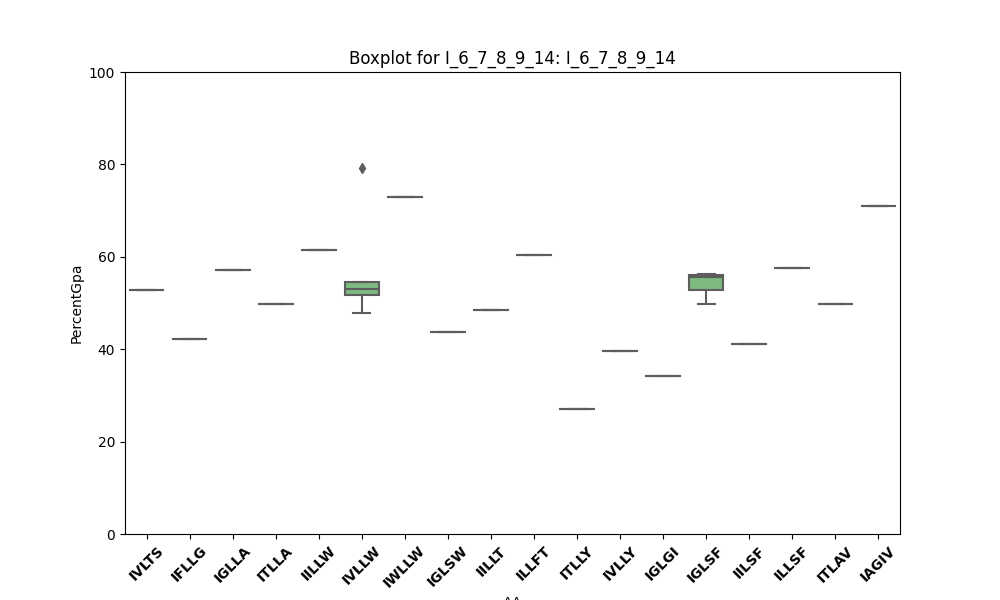 Boxplot for I_6_7_8_9_14: I_6_7_8_9_14
100
80
60
40
20
0
PercentGpa
IVLTS IFLLG IGLLA ITLLA IILLW IVLLW IWLLW IGLSW IILLT ILLFT ITLLY IVLLY IGLGI IGLSF IILSF ILLSF ITLAV IAGIV